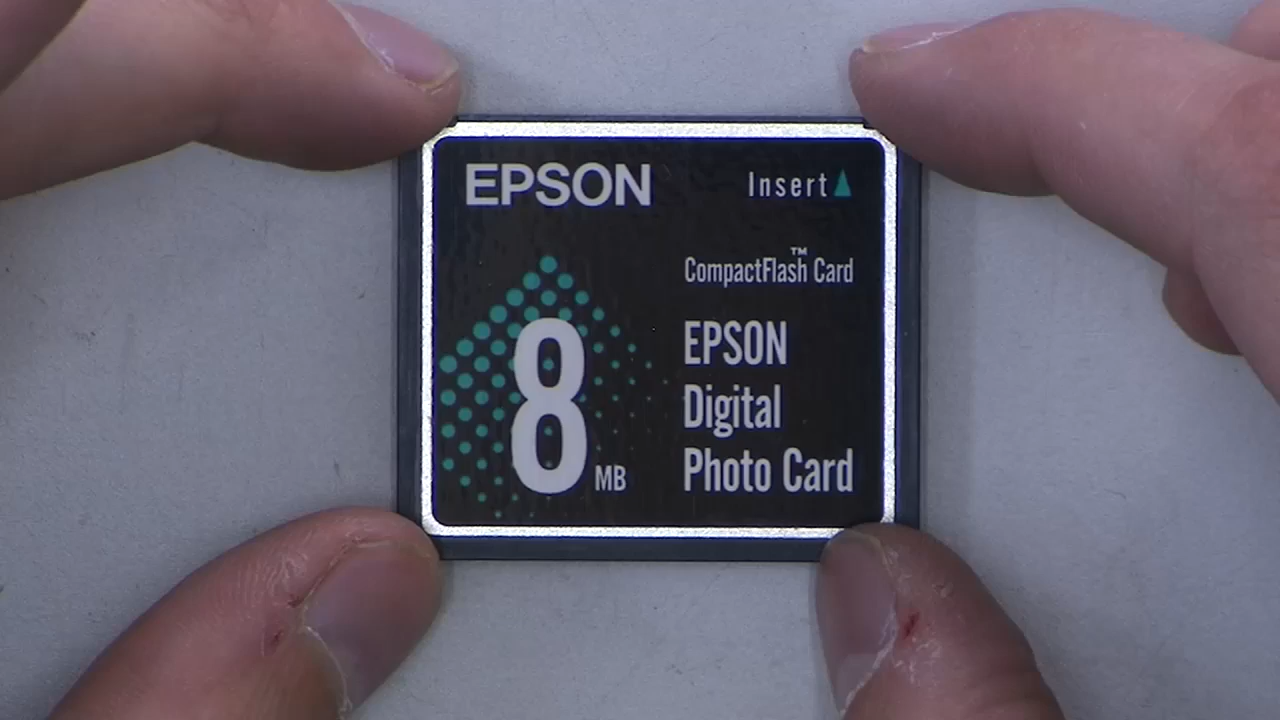 EPSON
Insert
CompactFlash™ Card
EPSON
Digital
Photo Card
8 MB